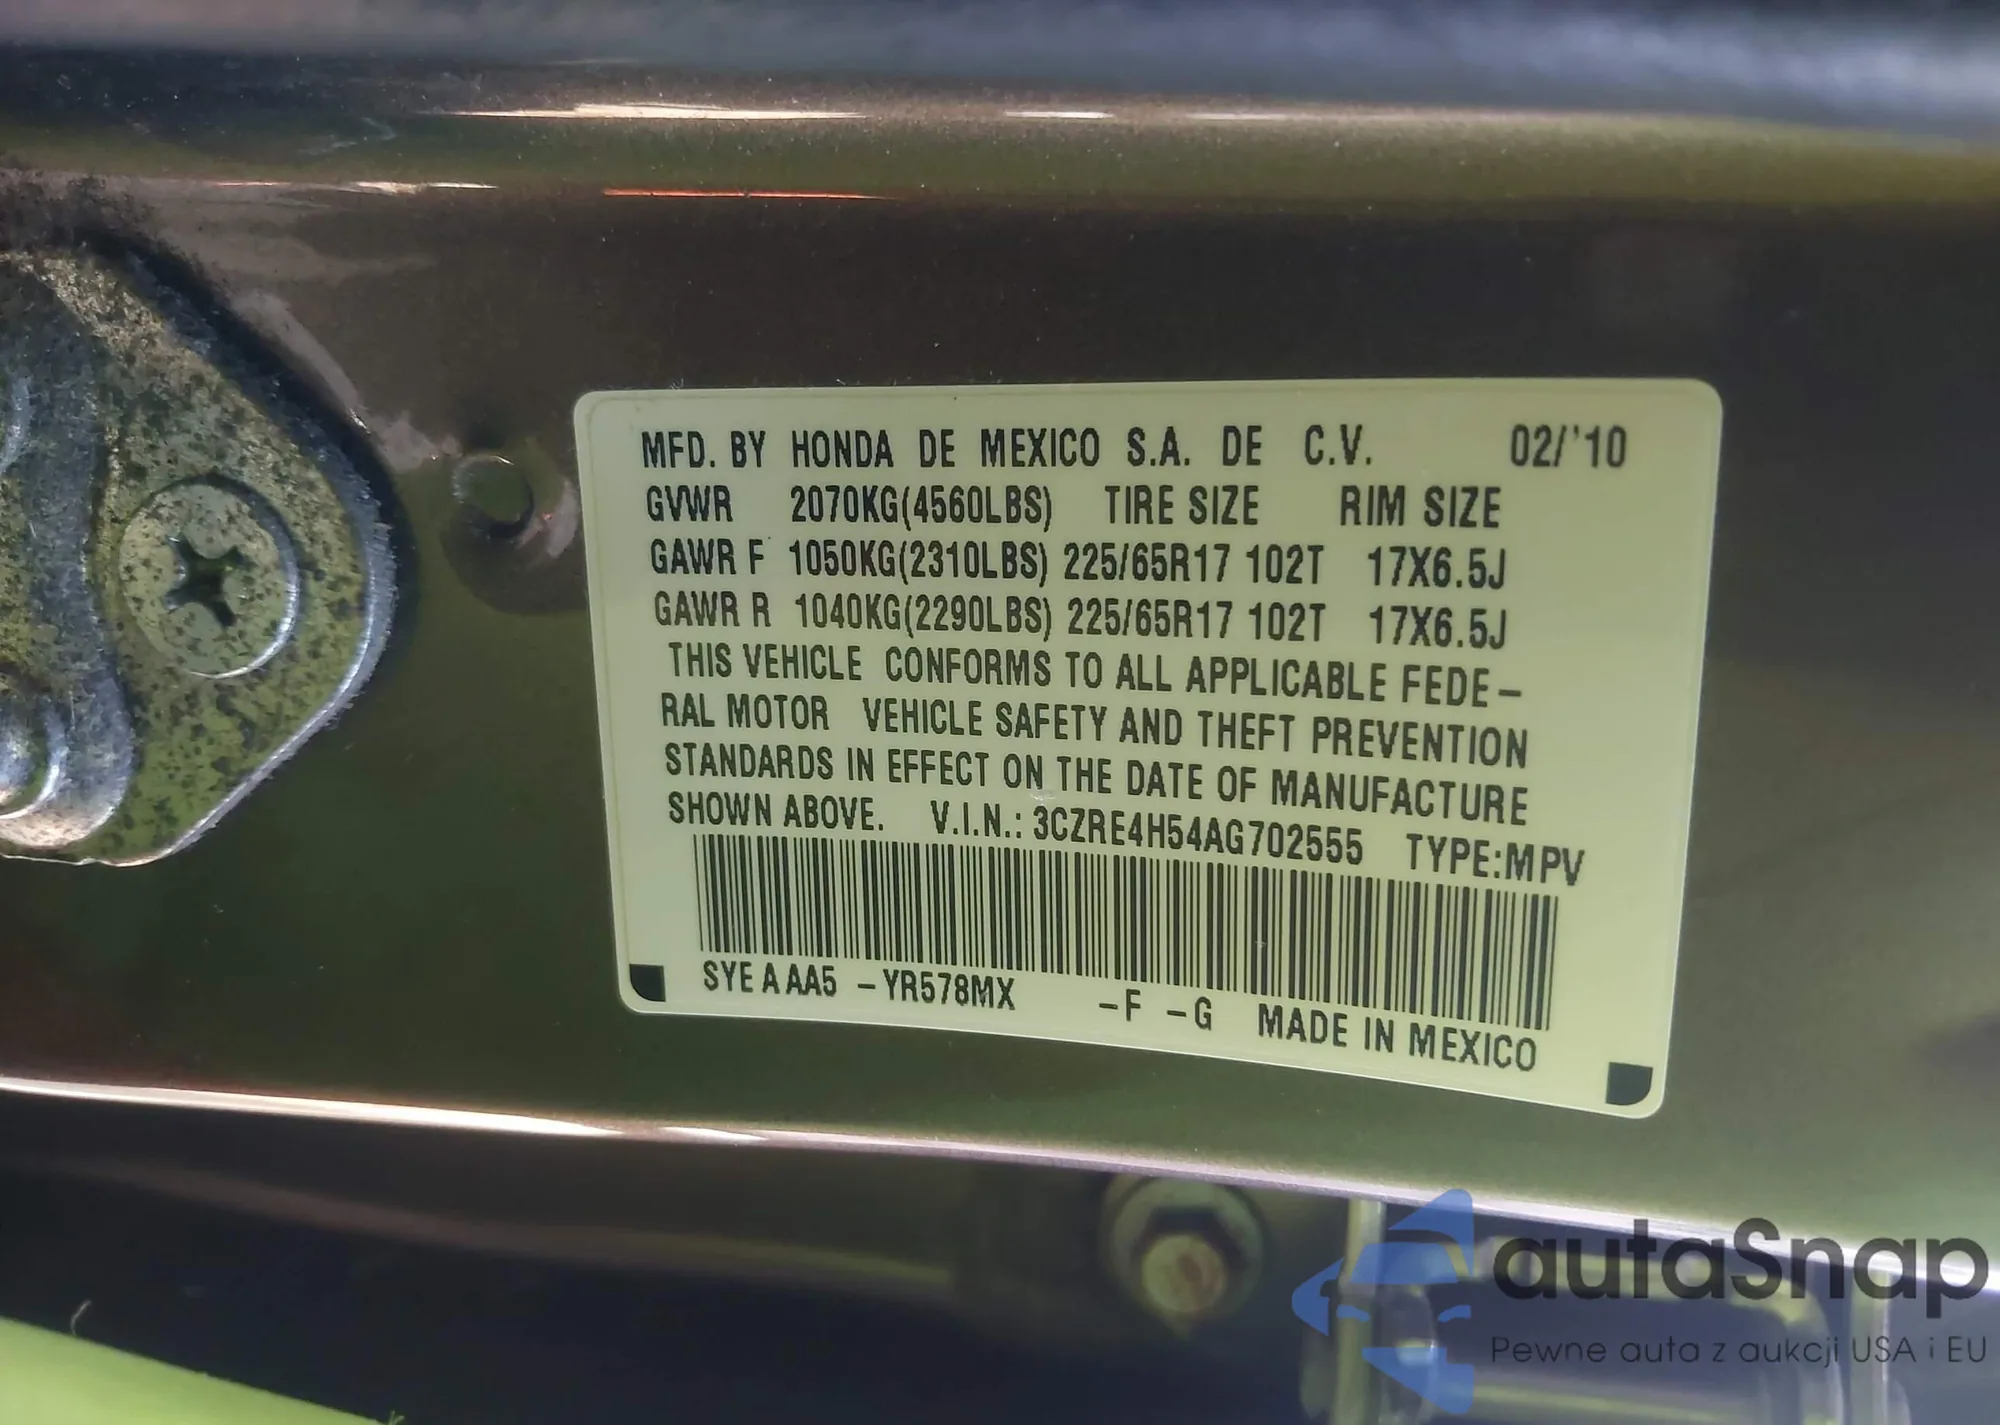 MFD. BY HONDA DE MEXICO S.A. DE C.V. 02/'10
GVWR 2070KG(4560LBS) TIRE SIZE RIM SIZE
GAWR F 1050KG(2310LBS) 225/65R17 102T 17X6.5J
GAWR R 1040KG(2290LBS) 225/65R17 102T 17X6.5J
THIS VEHICLE CONFORMS TO ALL APPLICABLE FEDE-
RAL MOTOR VEHICLE SAFETY AND THEFT PREVENTION
STANDARDS IN EFFECT ON THE DATE OF MANUFACTURE
SHOWN ABOVE. V.I.N.: 3CZRE4H54AG702555 TYPE:MPV
SYE A AA5 -YR578MX -F -G MADE IN MEXICO
autaSnap
Pewne auta z aukcji USA i EU